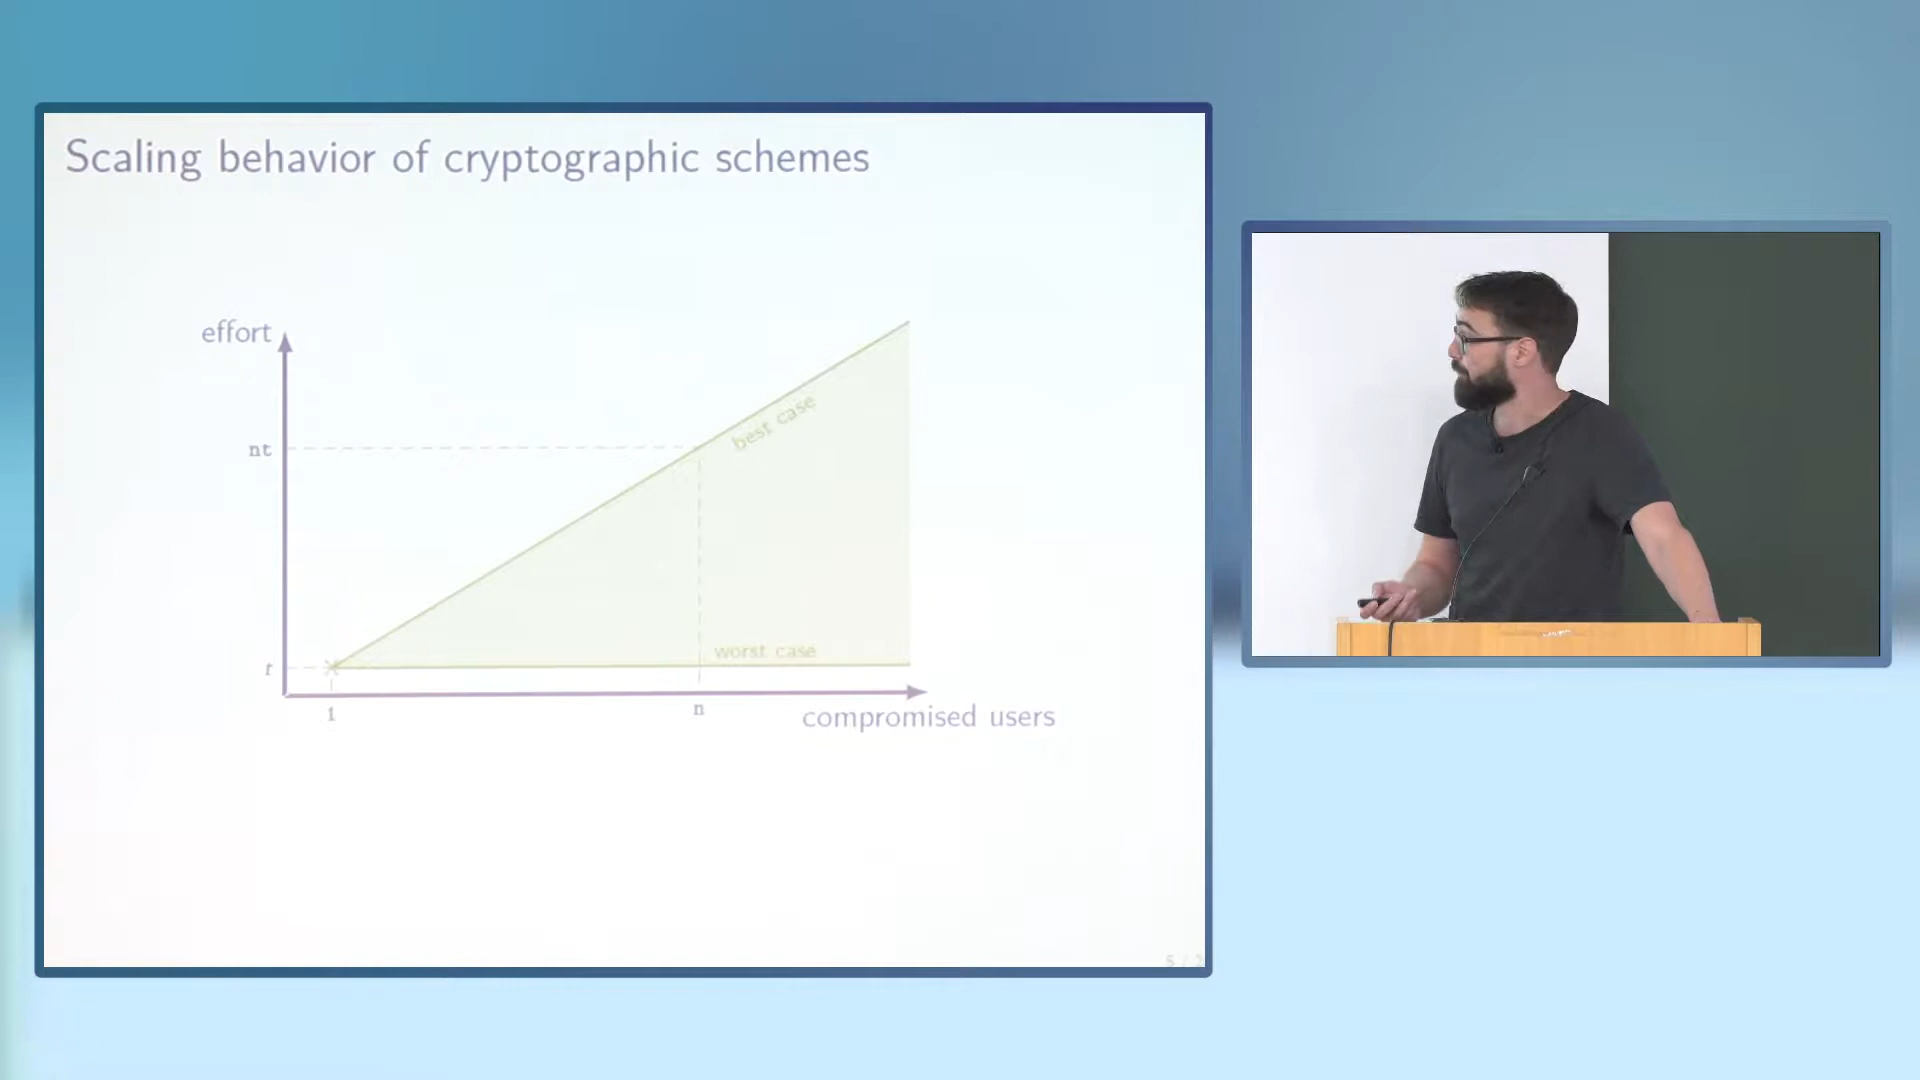 Scaling behavior of cryptographic schemes
effort
best case
nt
worst case
t
1
n
compromised users